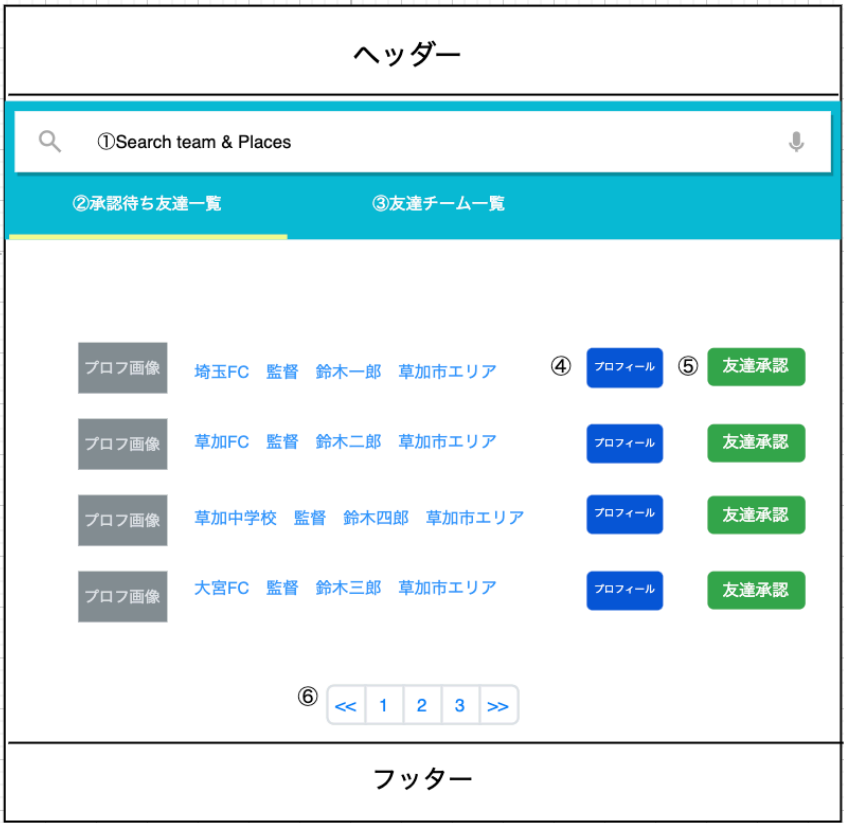 ヘッダー
①Search team & Places
②承認待ち友達一覧 ③友達チーム一覧
プロフ画像 埼玉FC 監督 鈴木一郎 草加市エリア ④ プロフィール ⑤ 友達承認
プロフ画像 草加FC 監督 鈴木二郎 草加市エリア プロフィール 友達承認
プロフ画像 草加中学校 監督 鈴木四郎 草加市エリア プロフィール 友達承認
プロフ画像 大宮FC 監督 鈴木三郎 草加市エリア プロフィール 友達承認
⑥ << 1 2 3 >>
フッター